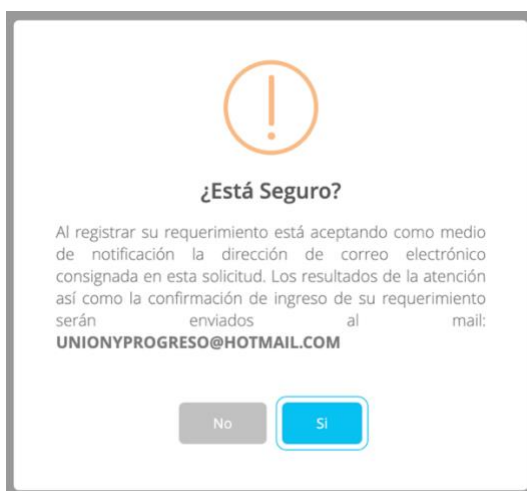 ¿Está Seguro?
Al registrar su requerimiento está aceptando como medio
de notificación la dirección de correo electrónico
consignada en esta solicitud. Los resultados de la atención
así como la confirmación de ingreso de su requerimiento
serán enviados al mail:
UNIONYPROGRESO@HOTMAIL.COM
No
Si